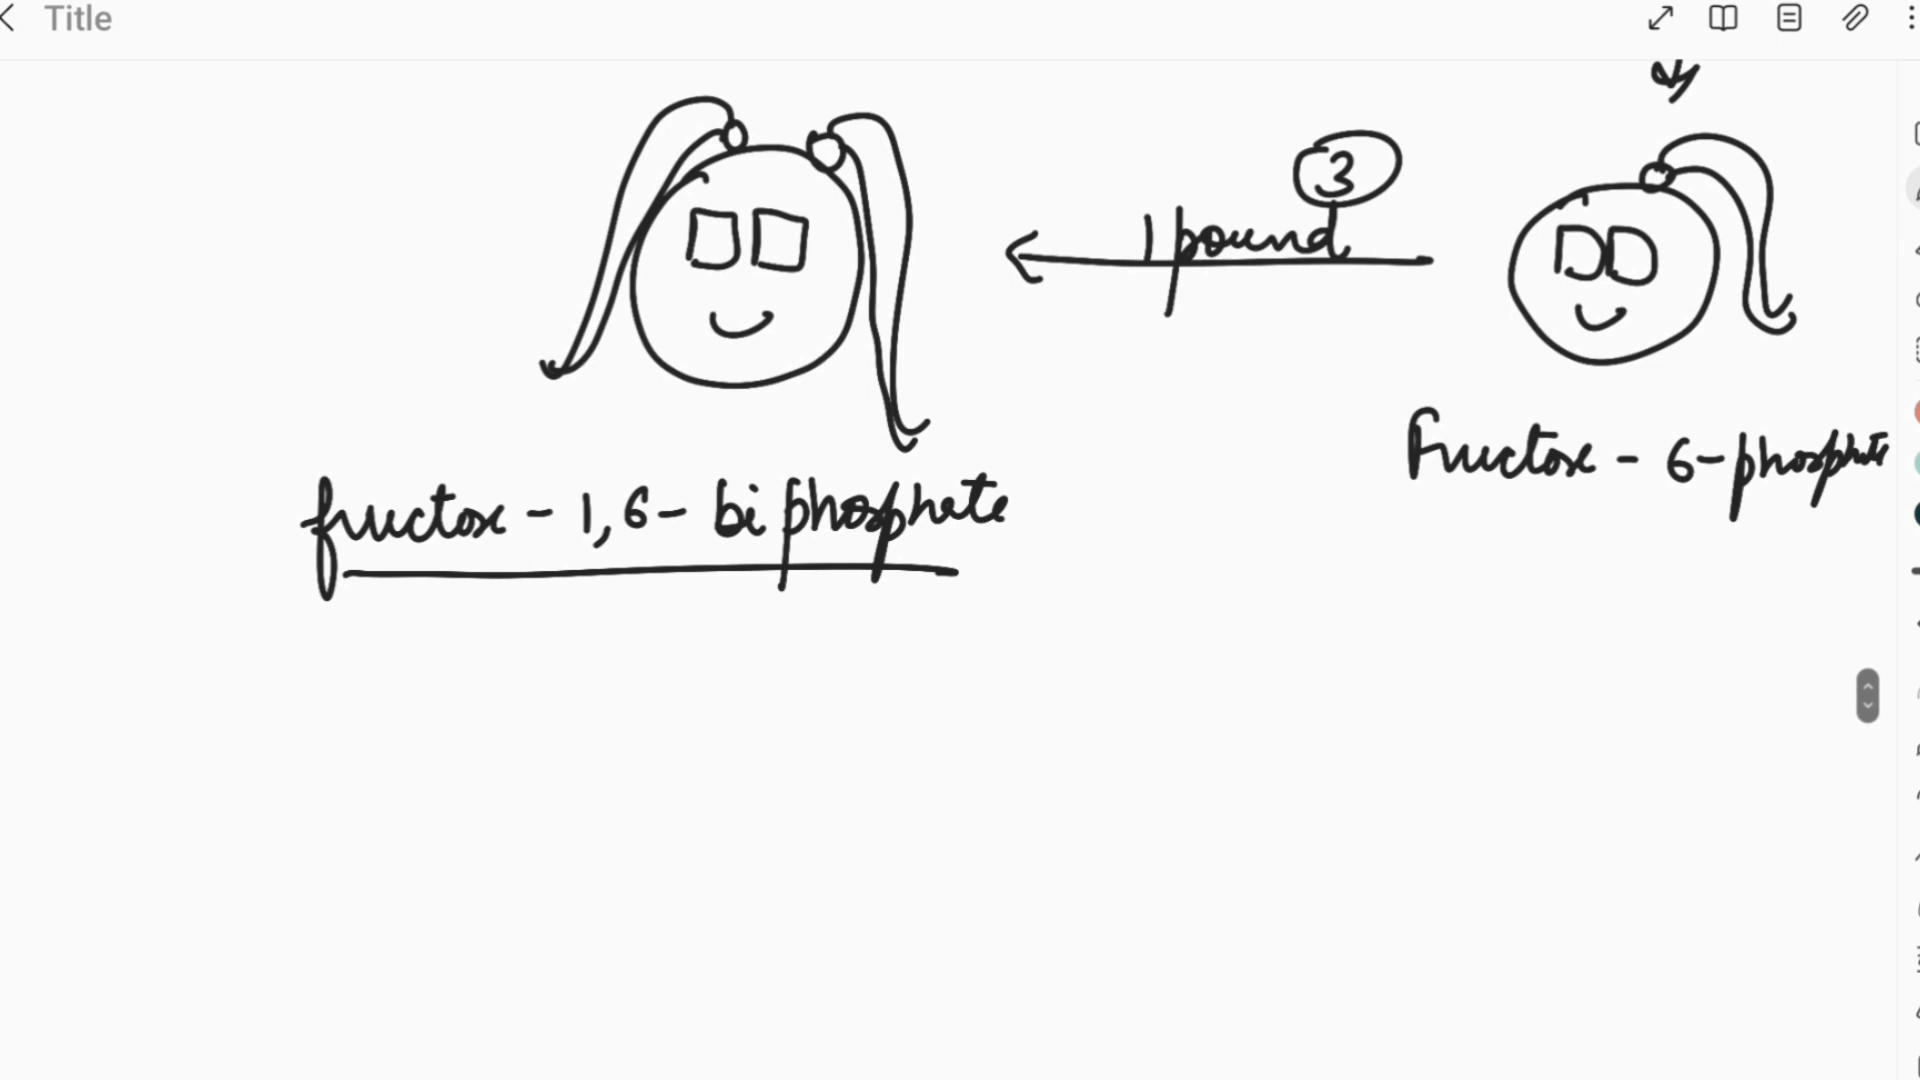 Title
3
1 pound
fructose - 6-phosphate
fructose - 1,6- bi phosphate